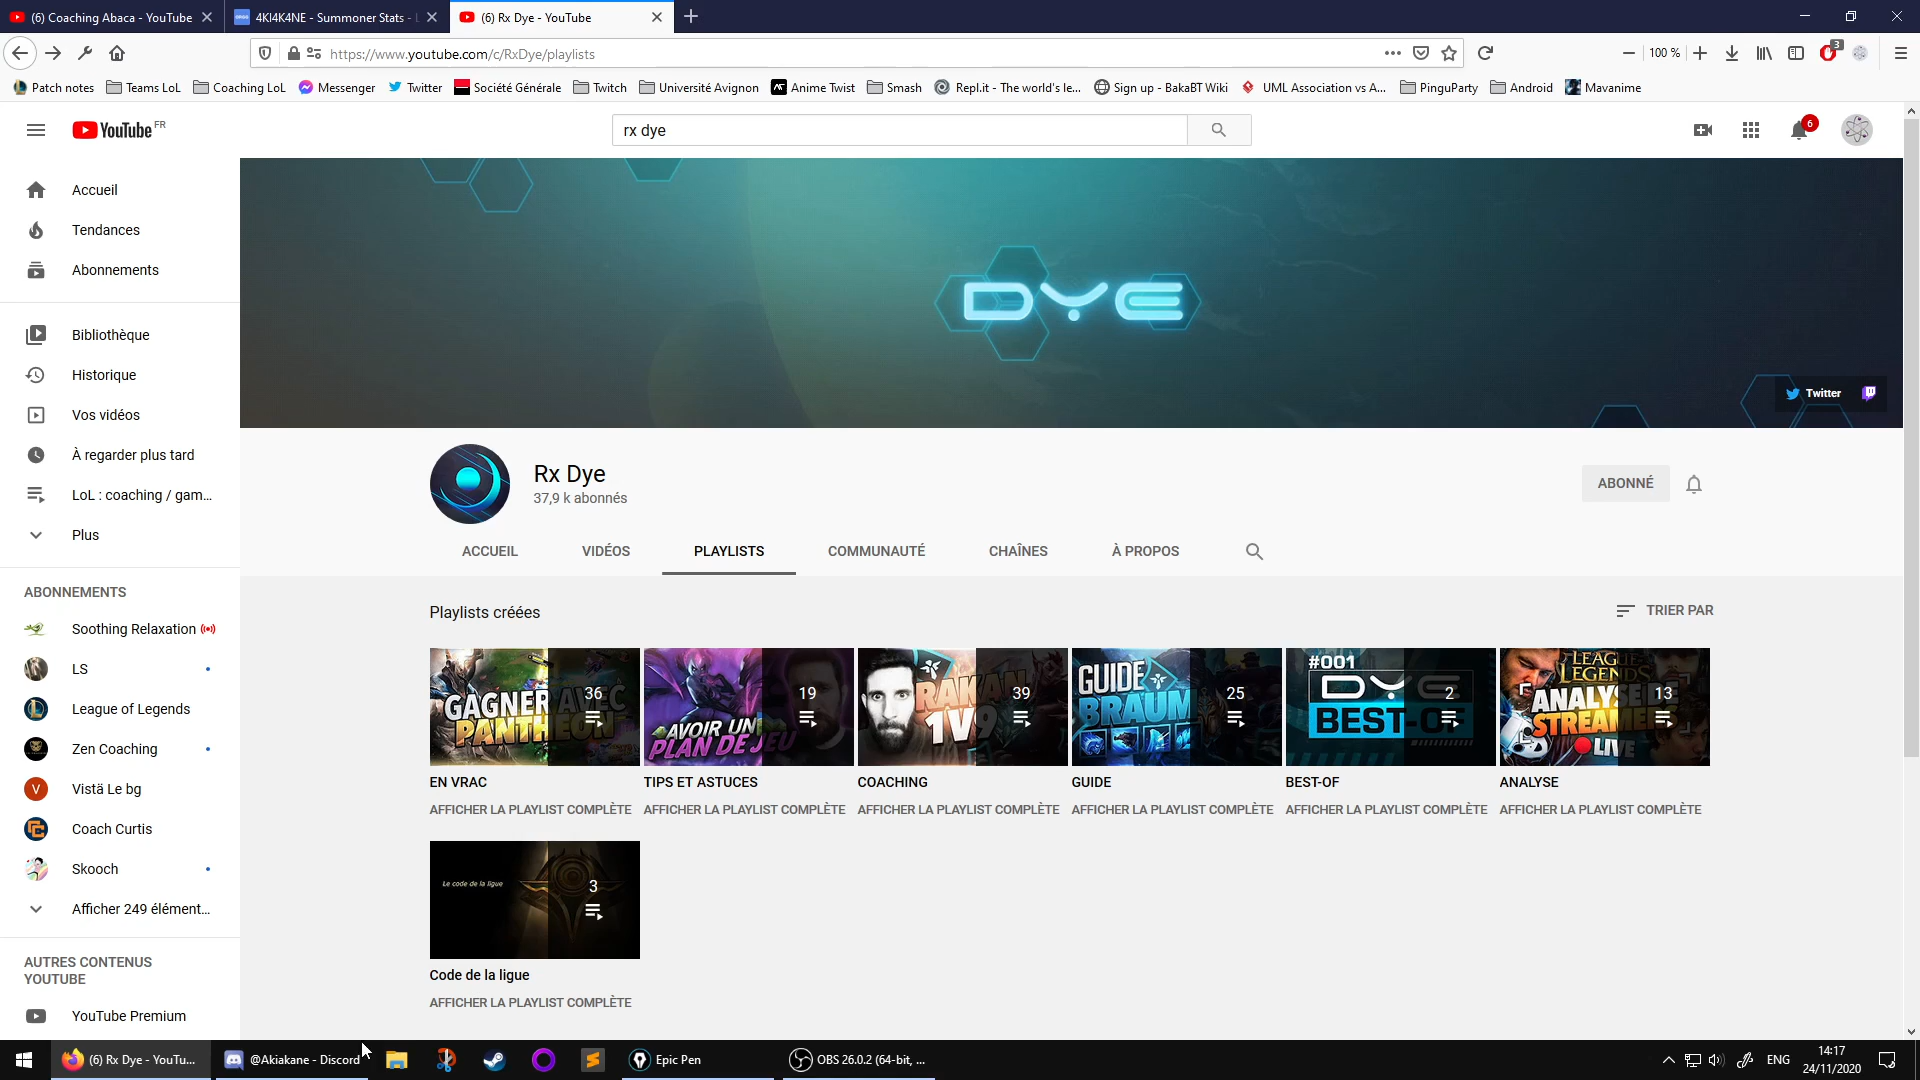 (6) Coaching Abaca - YouTube
4KI4K4NE - Summoner Stats - L
(6) Rx Dye - YouTube
https://www.youtube.com/c/RxDye/playlists
100 %
3
Patch notes
Teams LoL
Coaching LoL
Messenger
Twitter
Société Générale
Twitch
Université Avignon
Anime Twist
Smash
Repl.it - The world's le...
Sign up - BakaBT Wiki
UML Association vs A...
PinguParty
Android
Mavanime
YouTube FR
rx dye
6
Accueil
Tendances
Abonnements
Bibliothèque
Historique
Vos vidéos
À regarder plus tard
LoL : coaching / gam...
Plus
ABONNEMENTS
Soothing Relaxation
LS
League of Legends
Zen Coaching
V
Vistä Le bg
Coach Curtis
Skooch
Afficher 249 élément...
AUTRES CONTENUS
YOUTUBE
YouTube Premium
DYE
Twitter
Rx Dye
37,9 k abonnés
ABONNÉ
ACCUEIL
VIDÉOS
PLAYLISTS
COMMUNAUTÉ
CHAÎNES
À PROPOS
Playlists créées
TRIER PAR
GAGNER AVEC
PANTHEON
36
EN VRAC
AFFICHER LA PLAYLIST COMPLÈTE
AVOIR UN
PLAN DE JEU
19
TIPS ET ASTUCES
AFFICHER LA PLAYLIST COMPLÈTE
RAKAN
1V9
39
COACHING
AFFICHER LA PLAYLIST COMPLÈTE
GUIDE
BRAUM
25
GUIDE
AFFICHER LA PLAYLIST COMPLÈTE
#001
DYE
BEST-OF
2
BEST-OF
AFFICHER LA PLAYLIST COMPLÈTE
LEAGUE
LEGENDS
ANALYSE DE
STREAMER
LIVE
13
ANALYSE
AFFICHER LA PLAYLIST COMPLÈTE
Le code de la ligue
3
Code de la ligue
AFFICHER LA PLAYLIST COMPLÈTE
(6) Rx Dye - YouTu...
@Akiakane - Discord
Epic Pen
OBS 26.0.2 (64-bit, ...
ENG
14:17
24/11/2020